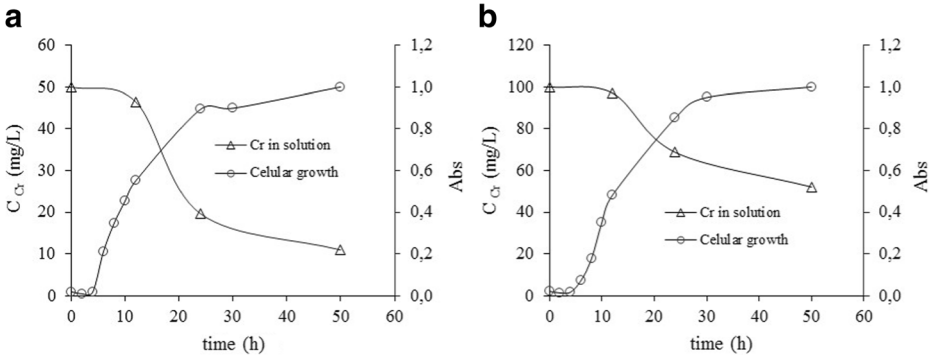 a
60
50
40
30
20
10
0
C Cr (mg/L)
1,2
1,0
0,8
0,6
0,4
0,2
0,0
Abs
Cr in solution
Celular growth
0 10 20 30 40 50 60
time (h)
b
120
100
80
60
40
20
0
C Cr (mg/L)
1,2
1,0
0,8
0,6
0,4
0,2
0,0
Abs
Cr in solution
Celular growth
0 10 20 30 40 50 60
time (h)